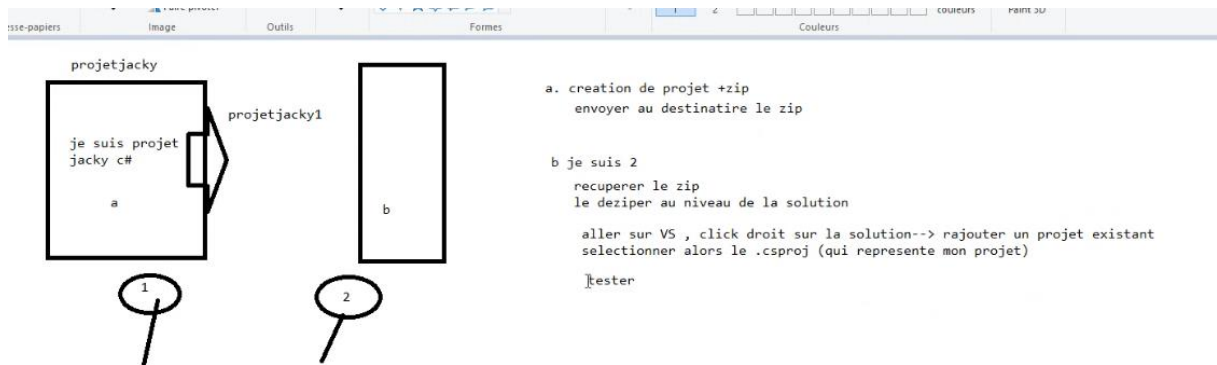 Image
Outils
Formes
1
2
couleurs
Paint 3D
Couleurs
projetjacky
projetjacky1
je suis projet
jacky c#
a
b
1
2
a. creation de projet +zip
envoyer au destinatire le zip
b je suis 2
recuperer le zip
le deziper au niveau de la solution
aller sur VS , click droit sur la solution--> rajouter un projet existant
selectionner alors le .csproj (qui represente mon projet)
tester